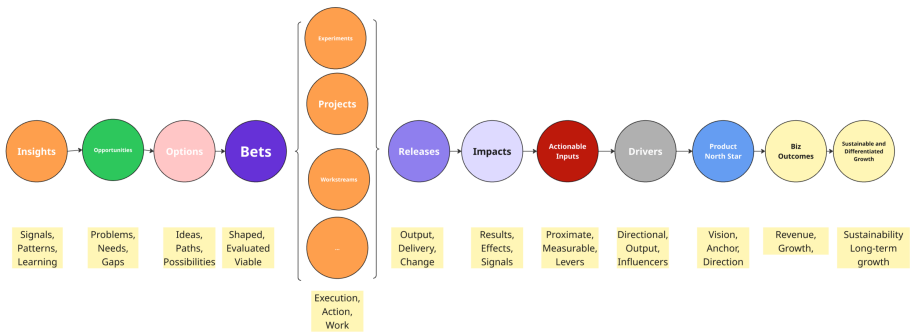 Experiments
Projects
Workstreams
...
Insights
Opportunities
Options
Bets
Releases
Impacts
Actionable
Inputs
Drivers
Product
North Star
Biz
Outcomes
Sustainable and
Differentiated
Growth
Signals,
Patterns,
Learning
Problems,
Needs,
Gaps
Ideas,
Paths,
Possibilities
Shaped,
Evaluated
Viable
Execution,
Action,
Work
Output,
Delivery,
Change
Results,
Effects,
Signals
Proximate,
Measurable,
Levers
Directional,
Output,
Influencers
Vision,
Anchor,
Direction
Revenue,
Growth,
Sustainability
Long-term
growth